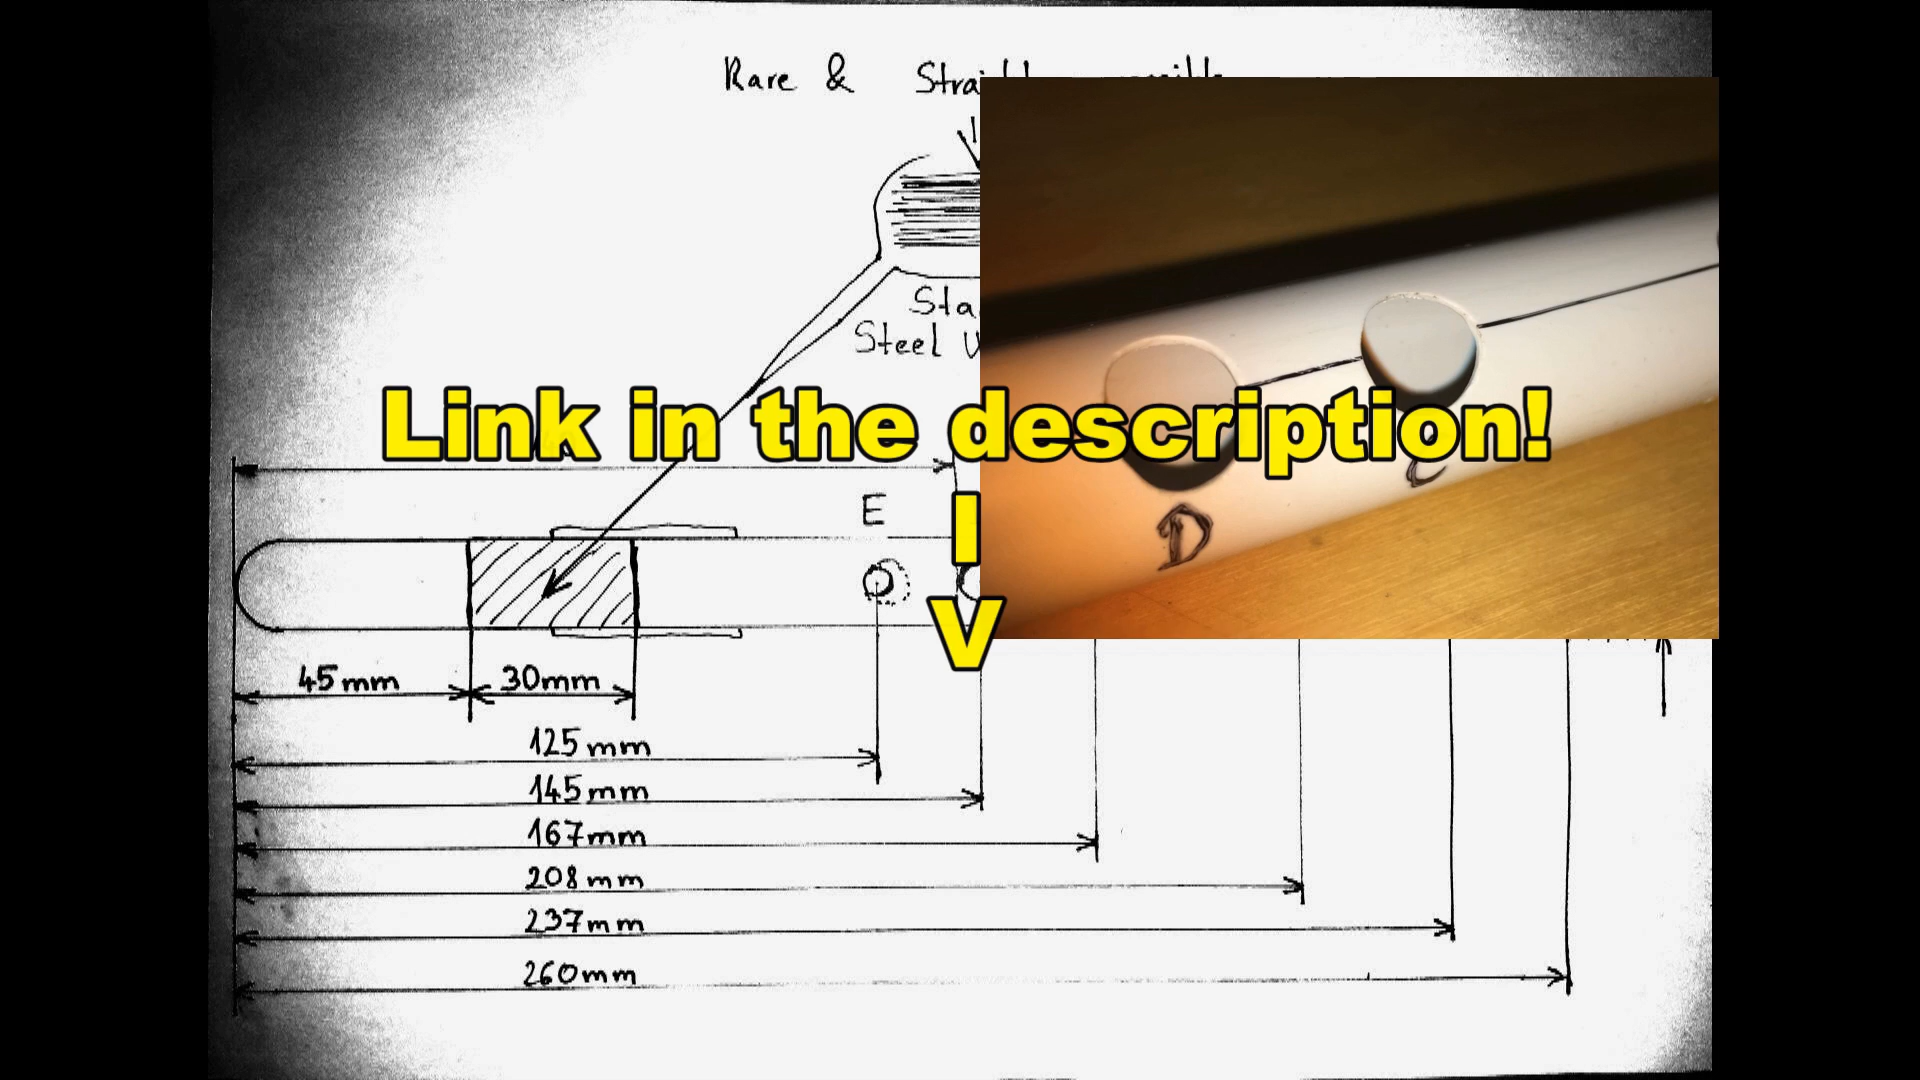 Rare &
Steel
Link in the description!
E
I
V
C
D
45mm
30mm
125mm
145mm
167mm
208mm
237mm
260mm